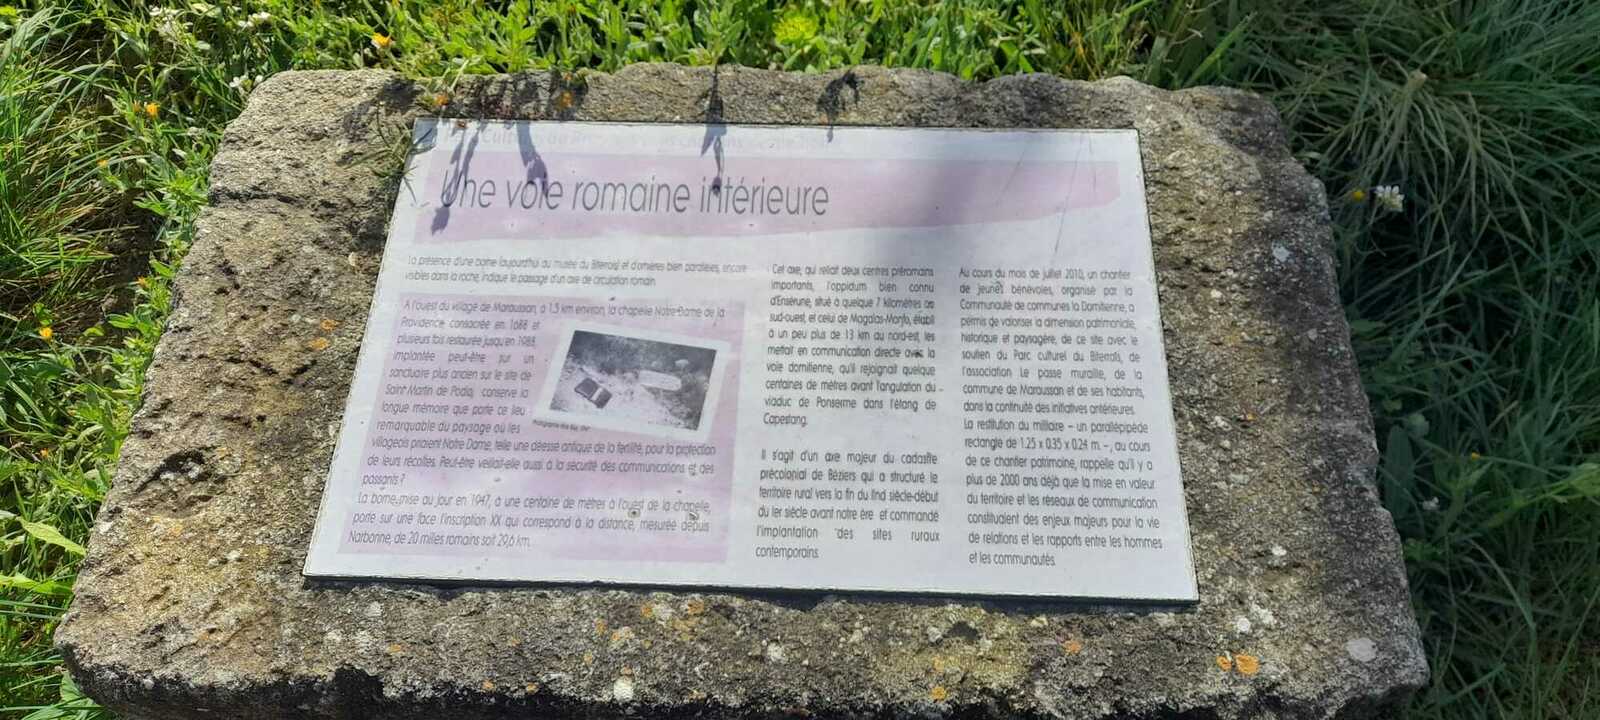 Une voie romaine intérieure
La présence d'une borne (aujourd'hui au musée du Biterrois) et d'ornières bien parallèles, encore
visibles dans la roche, indique le passage d'un axe de circulation romain.
A l'ouest du village de Maraussan, à 1,5 km environ, la chapelle Notre-Dame de la
Providence consacrée en 1688 et
plusieurs fois restaurée jusqu'en 1988,
implantée peut-être sur un
sanctuaire plus ancien sur le site de
Saint Martin de Podio, conserve la
longue mémoire que porte ce lieu
remarquable du paysage où les
villageois priaient Notre Dame, telle une déesse antique de la fertilité, pour la protection
de leurs récoltes. Peut-être veillait-elle aussi à la sécurité des communications et des
passants ?
La borne, mise au jour en 1947, à une centaine de mètres à l'ouest de la chapelle,
porte sur une face l'inscription XX qui correspond à la distance, mesurée depuis
Narbonne, de 20 milles romains soit 29,6 km.
Cet axe, qui reliait deux centres préromains
importants, l'oppidum bien connu
d'Ensérune, situé à quelque 7 kilomètres au
sud-ouest, et celui de Magalas-Montfo, établi
à un peu plus de 13 km au nord-est, les
mettait en communication directe avec la
voie domitienne, qu'il rejoignait quelque
centaines de mètres avant l'angulation du
viaduc de Ponserme dans l'étang de
Capestang.
Il s'agit d'un axe majeur du cadastre
précolonial de Béziers qui a structuré le
territoire rural vers la fin du IInd siècle-début
du Ier siècle avant notre ère et commandé
l'implantation des sites ruraux
contemporains.
Au cours du mois de juillet 2010, un chantier
de jeunes bénévoles, organisé par la
Communauté de communes la Domitienne, a
permis de valoriser la dimension patrimoniale,
historique et paysagère, de ce site avec le
soutien du Parc culturel du Biterrois, de
l'association Le passe muraille, de la
commune de Maraussan et de ses habitants,
dans la continuité des initiatives antérieures.
La restitution du milliaire – un parallélépipède
rectangle de 1.25 x 0.35 x 0.24 m. –, au cours
de ce chantier patrimoine, rappelle qu'il y a
plus de 2000 ans déjà que la mise en valeur
du territoire et les réseaux de communication
constituaient des enjeux majeurs pour la vie
de relations et les rapports entre les hommes
et les communautés.